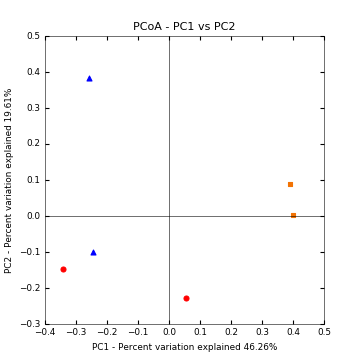 PCoA - PC1 vs PC2
0.5
0.4
0.3
0.2
0.1
0.0
−0.1
−0.2
−0.3
PC2 - Percent variation explained 19.61%
−0.4 −0.3 −0.2 −0.1 0.0 0.1 0.2 0.3 0.4 0.5
PC1 - Percent variation explained 46.26%